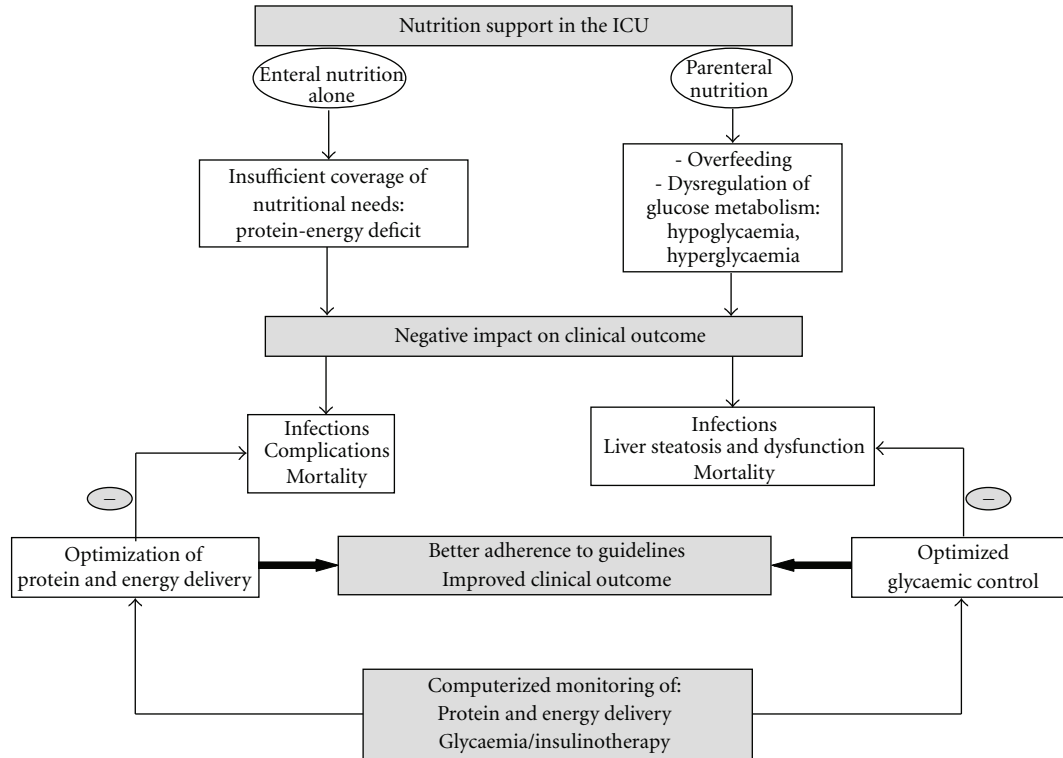 Nutrition support in the ICU
Enteral nutrition
alone
Parenteral
nutrition
Insufficient coverage of
nutritional needs:
protein-energy deficit
- Overfeeding
- Dysregulation of
glucose metabolism:
hypoglycaemia,
hyperglycaemia
Negative impact on clinical outcome
Infections
Complications
Mortality
Infections
Liver steatosis and dysfunction
Mortality
−
−
Optimization of
protein and energy delivery
Better adherence to guidelines
Improved clinical outcome
Optimized
glycaemic control
Computerized monitoring of:
Protein and energy delivery
Glycaemia/insulinotherapy